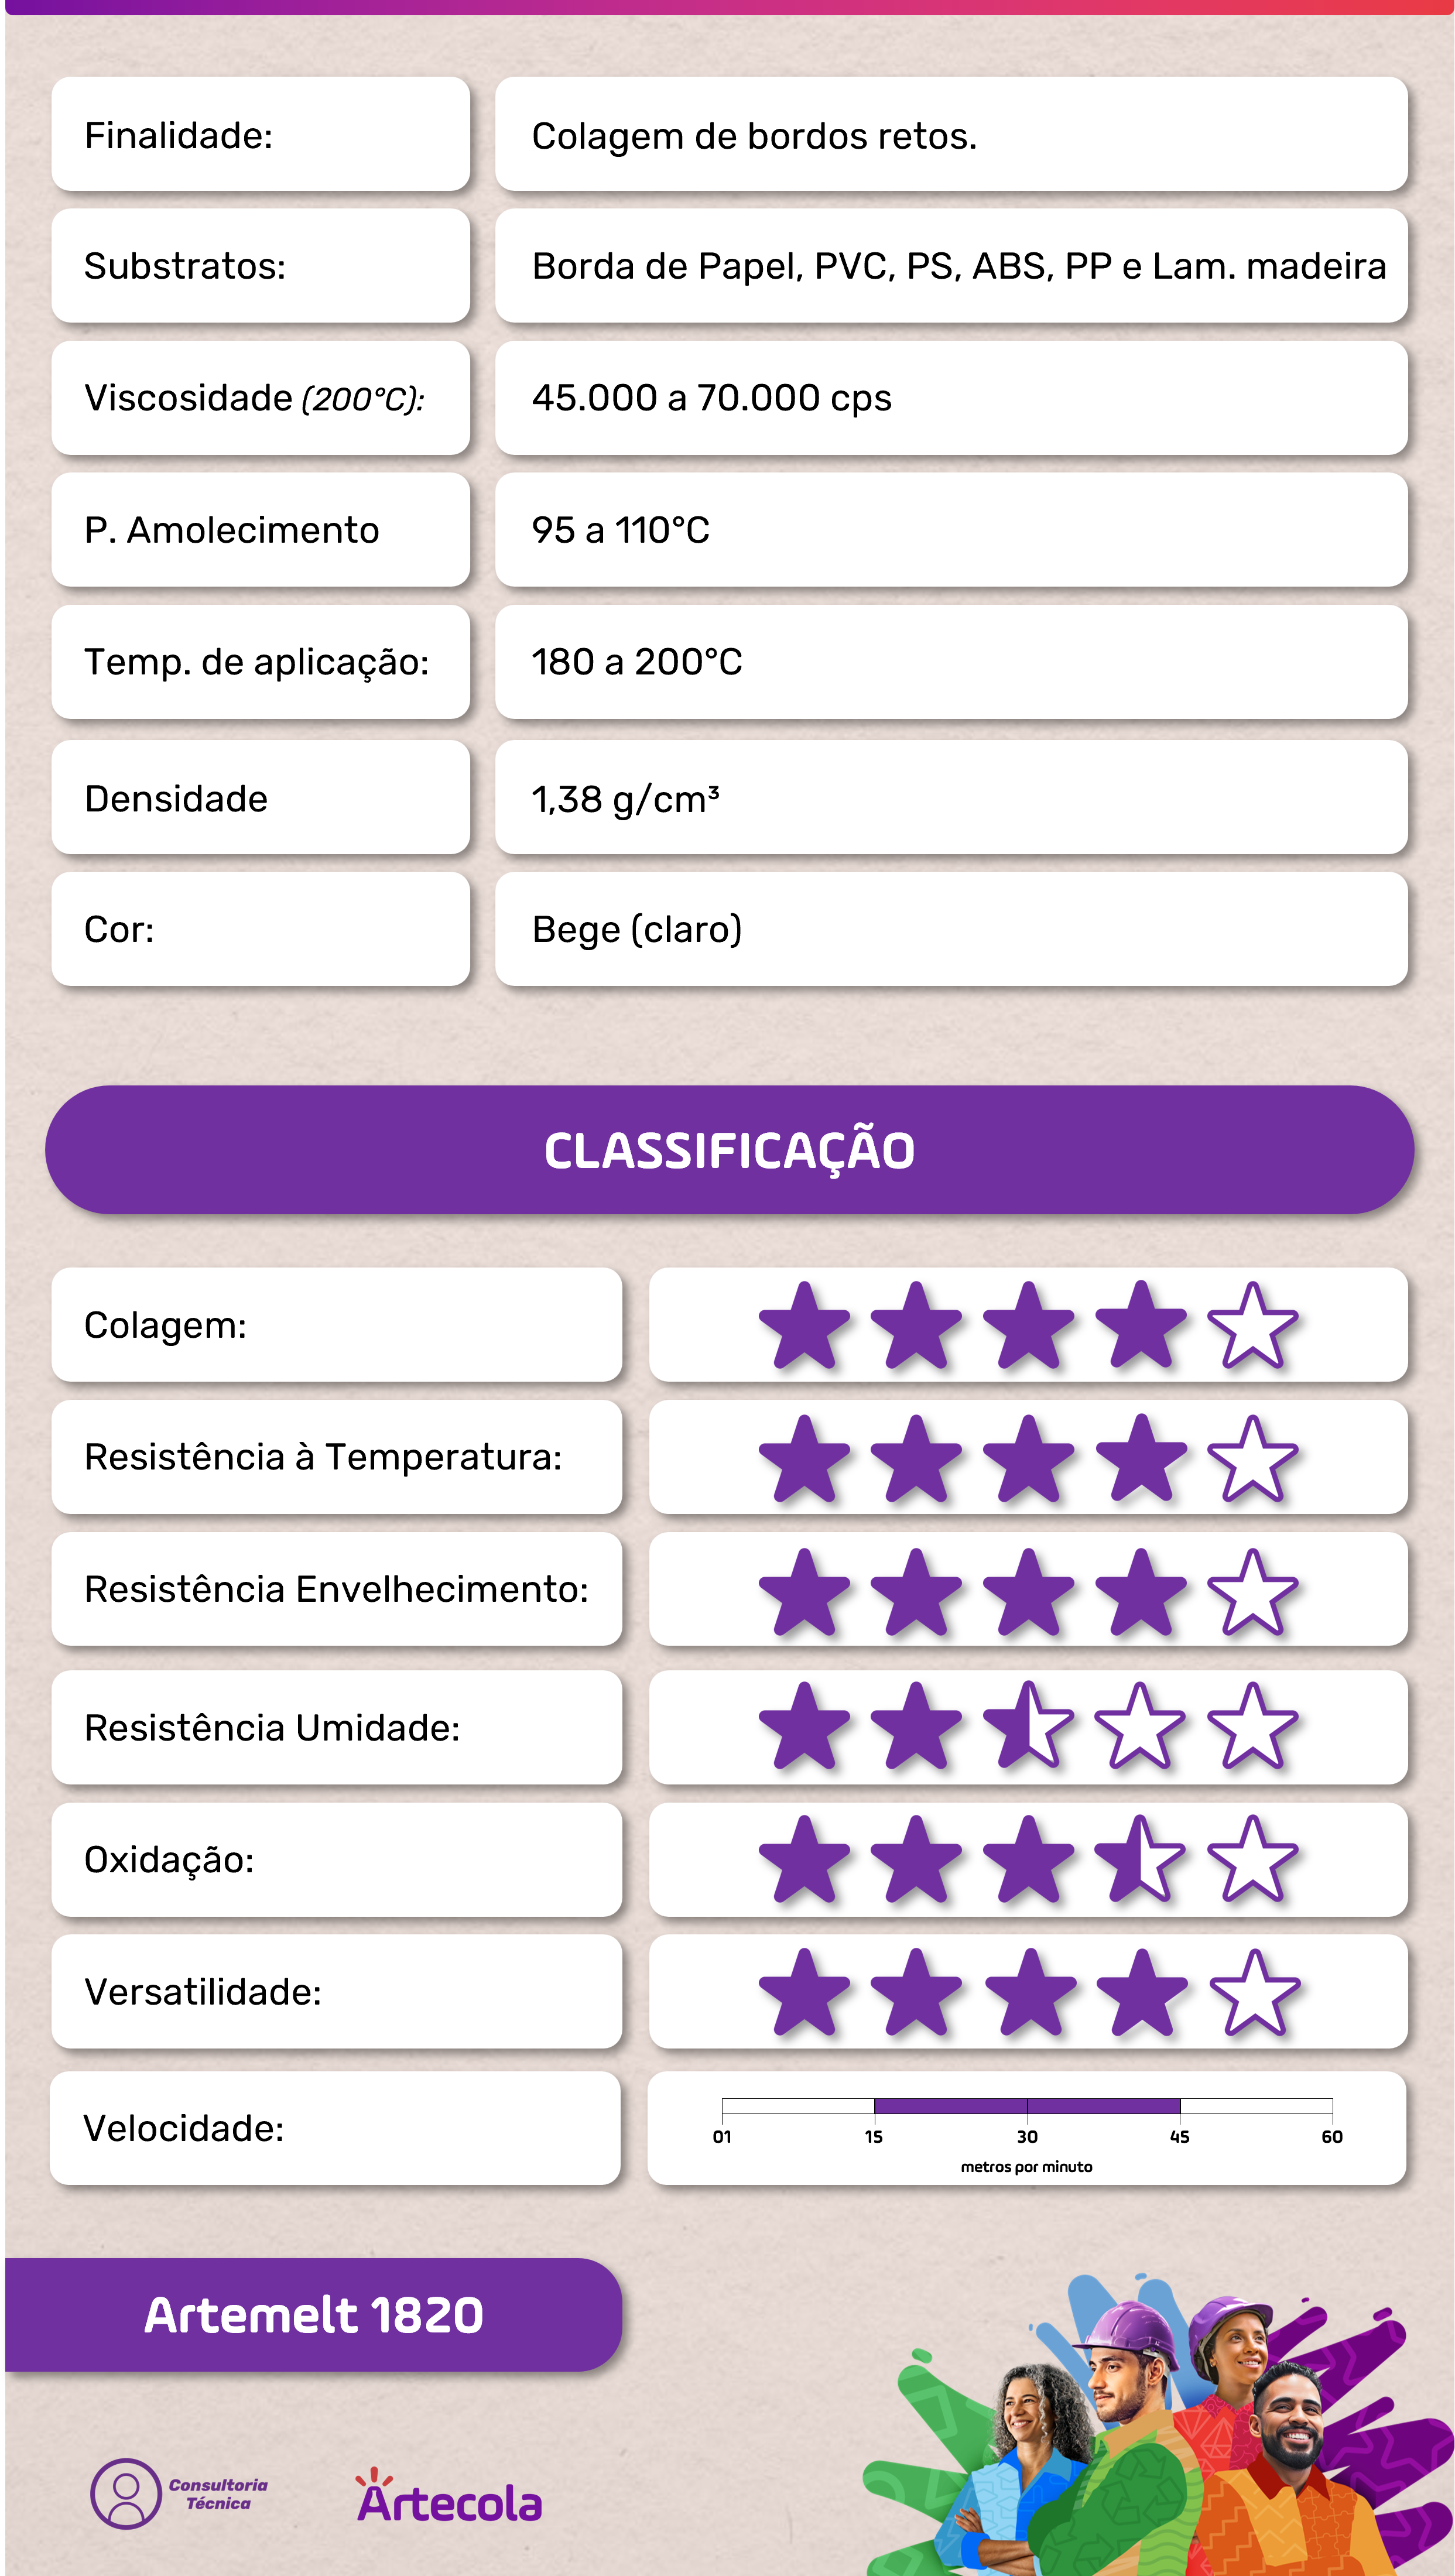 Finalidade:
Colagem de bordos retos.
Substratos:
Borda de Papel, PVC, PS, ABS, PP e Lam. madeira
Viscosidade (200°C):
45.000 a 70.000 cps
P. Amolecimento
95 a 110°C
Temp. de aplicação:
180 a 200°C
Densidade
1,38 g/cm³
Cor:
Bege (claro)
CLASSIFICAÇÃO
Colagem:
Resistência à Temperatura:
Resistência Envelhecimento:
Resistência Umidade:
Oxidação:
Versatilidade:
Velocidade:
01 15 30 45 60
metros por minuto
Artemelt 1820
Consultoria
Técnica
Artecola